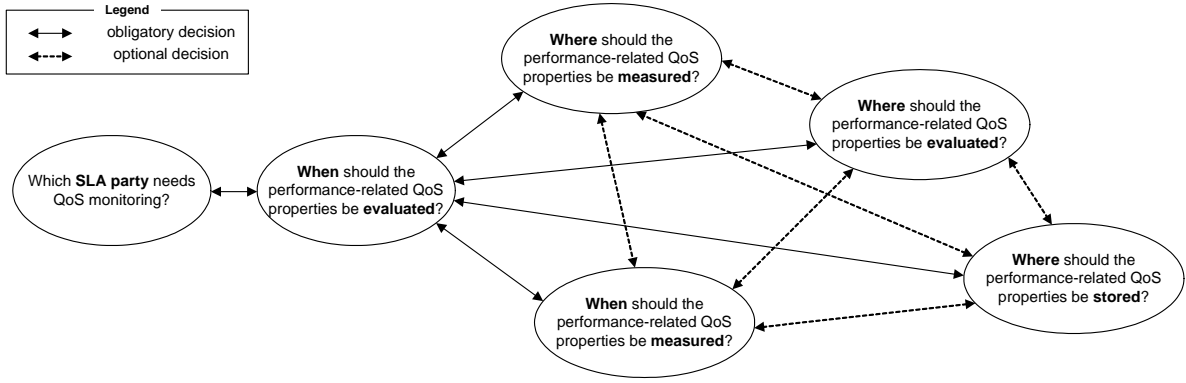 Legend
obligatory decision
optional decision
Where should the
performance-related QoS
properties be measured?
Where should the
performance-related QoS
properties be evaluated?
Which SLA party needs
QoS monitoring?
When should the
performance-related QoS
properties be evaluated?
Where should the
performance-related QoS
properties be stored?
When should the
performance-related QoS
properties be measured?